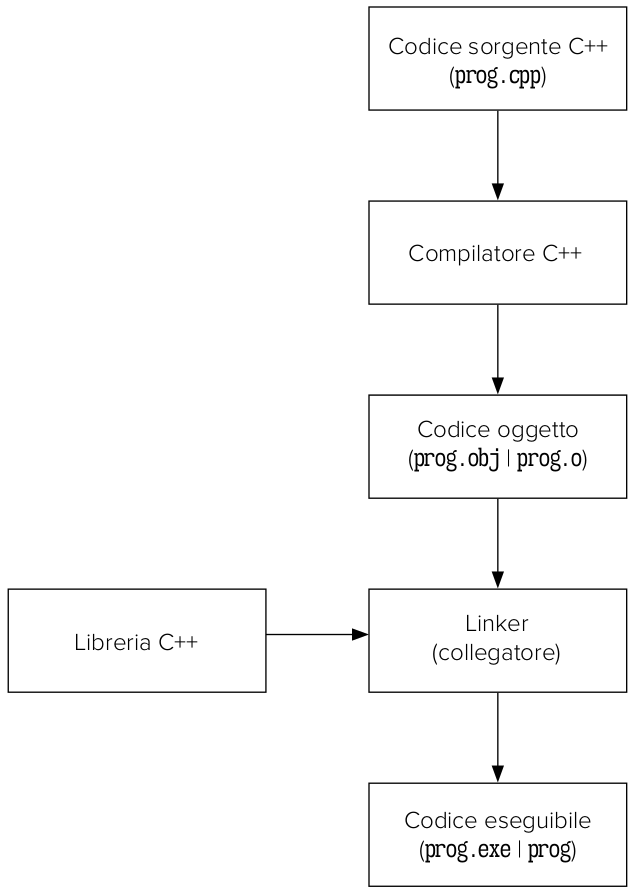 Codice sorgente C++
(prog.cpp)
Compilatore C++
Codice oggetto
(prog.obj | prog.o)
Libreria C++
Linker
(collegatore)
Codice eseguibile
(prog.exe | prog)